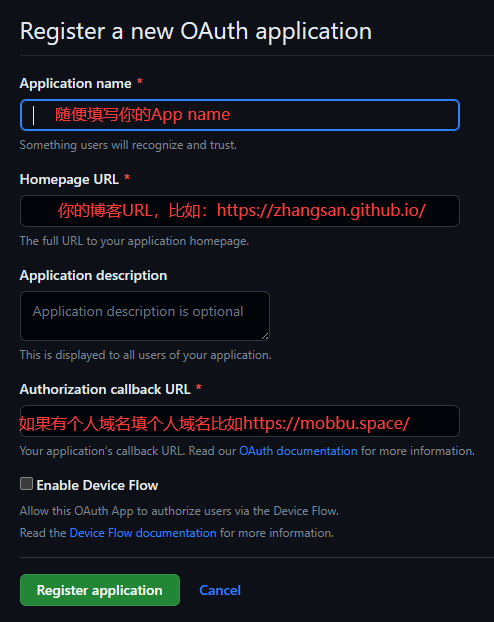 Register a new OAuth application
Application name *
随便填写你的App name
Something users will recognize and trust.
Homepage URL *
你的博客URL，比如：https://zhangsan.github.io/
The full URL to your application homepage.
Application description
Application description is optional
This is displayed to all users of your application.
Authorization callback URL *
如果有个人域名填个人域名比如https://mobbu.space/
Your application's callback URL. Read our OAuth documentation for more information.
Enable Device Flow
Allow this OAuth App to authorize users via the Device Flow.
Read the Device Flow documentation for more information.
Register application Cancel